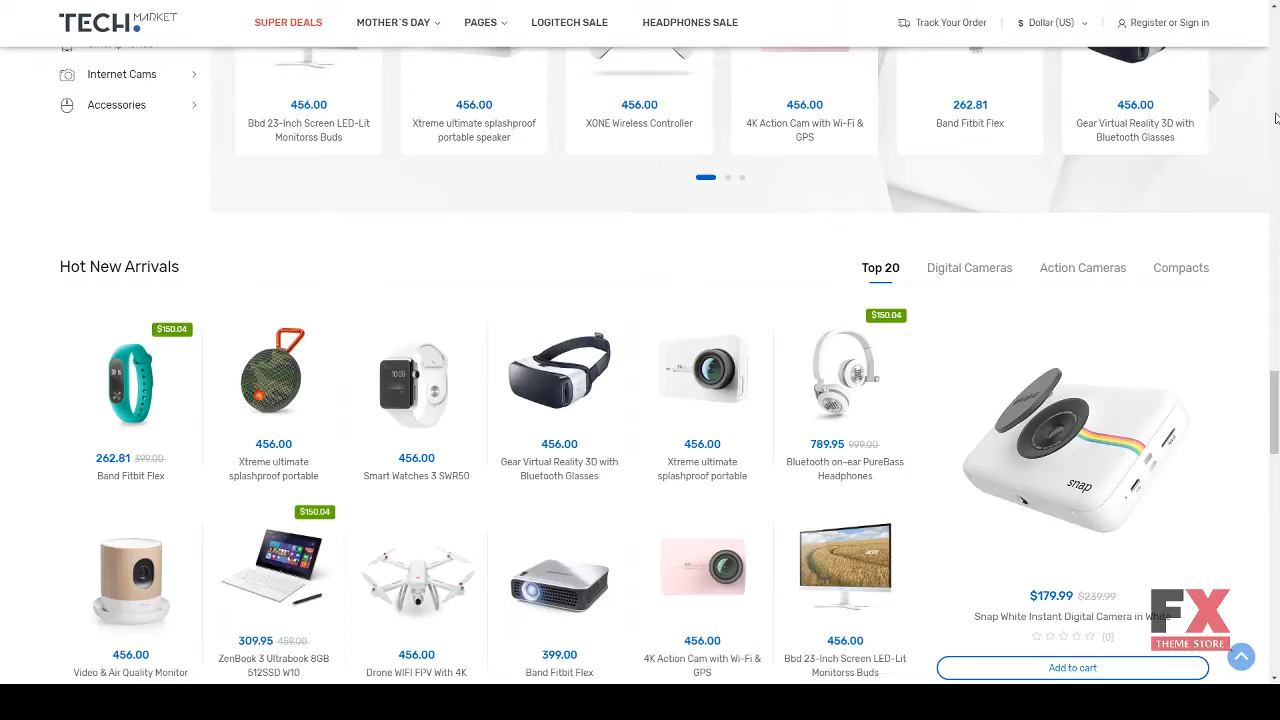 TECH. MARKET
SUPER DEALS
MOTHER`S DAY
PAGES
LOGITECH SALE
HEADPHONES SALE
Track Your Order
$ Dollar (US)
Register or Sign in
Smartphones
Internet Cams
Accessories
456.00
Bbd 23-Inch Screen LED-Lit
Monitorss Buds
456.00
Xtreme ultimate splashproof
portable speaker
456.00
XONE Wireless Controller
456.00
4K Action Cam with Wi-Fi &
GPS
262.81
Band Fitbit Flex
456.00
Gear Virtual Reality 3D with
Bluetooth Glasses
Hot New Arrivals
Top 20
Digital Cameras
Action Cameras
Compacts
$150.04
262.81 399.00
Band Fitbit Flex
456.00
Xtreme ultimate
splashproof portable
10:09
456.00
Smart Watches 3 SWR50
456.00
Gear Virtual Reality 3D with
Bluetooth Glasses
456.00
Xtreme ultimate
splashproof portable
$150.04
789.95 999.00
Bluetooth on-ear PureBass
Headphones
456.00
Video & Air Quality Monitor
$150.04
309.95 459.00
ZenBook 3 Ultrabook 8GB
512SSD W10
456.00
Drone WIFI FPV With 4K
399.00
Band Fitbit Flex
456.00
4K Action Cam with Wi-Fi &
GPS
acer
456.00
Bbd 23-Inch Screen LED-Lit
Monitorss Buds
snap
$179.99 $239.99
Snap White Instant Digital Camera in White
(0)
Add to cart
FX
THEME STORE